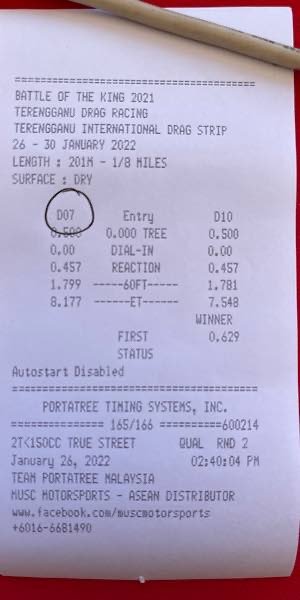 =============================================
BATTLE OF THE KING 2021
TERENGGANU DRAG RACING
TERENGGANU INTERNATIONAL DRAG STRIP
26 - 30 JANUARY 2022
LENGTH : 201M - 1/8 MILES
SURFACE : DRY
D07 Entry D10
0.500 0.000 TREE 0.500
0.00 DIAL-IN 0.00
0.457 REACTION 0.457
1.799 -----60FT------ 1.781
8.177 ------ET------- 7.548
WINNER
FIRST 0.629
STATUS
Autostart Disabled
=============================================
PORTATREE TIMING SYSTEMS, INC.
=============== 165/166 ==========600214
2T<150CC TRUE STREET QUAL RND 2
January 26, 2022 02:40:04 PM
TEAM PORTATREE MALAYSIA
MUSC MOTORSPORTS - ASEAN DISTRIBUTOR
www.facebook.com/muscmotorsports
+6016-6681490